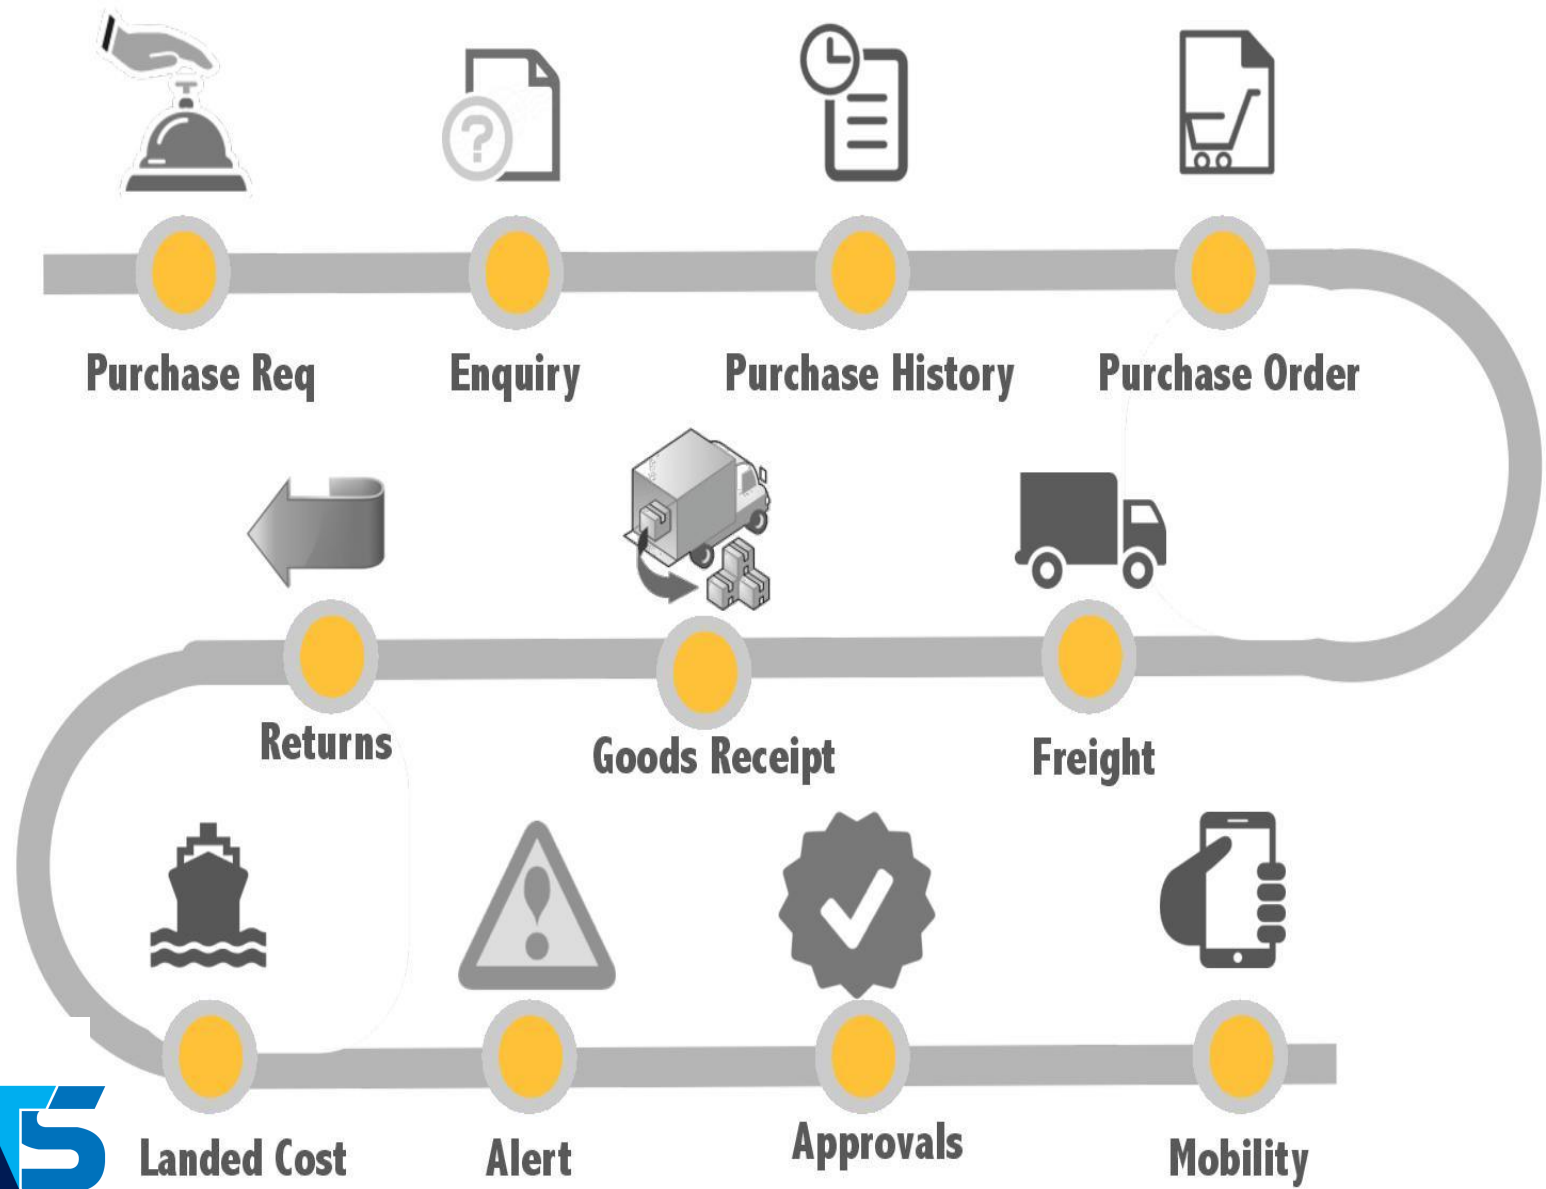 Purchase Req
Enquiry
Purchase History
Purchase Order
Returns
Goods Receipt
Freight
Landed Cost
Alert
Approvals
Mobility